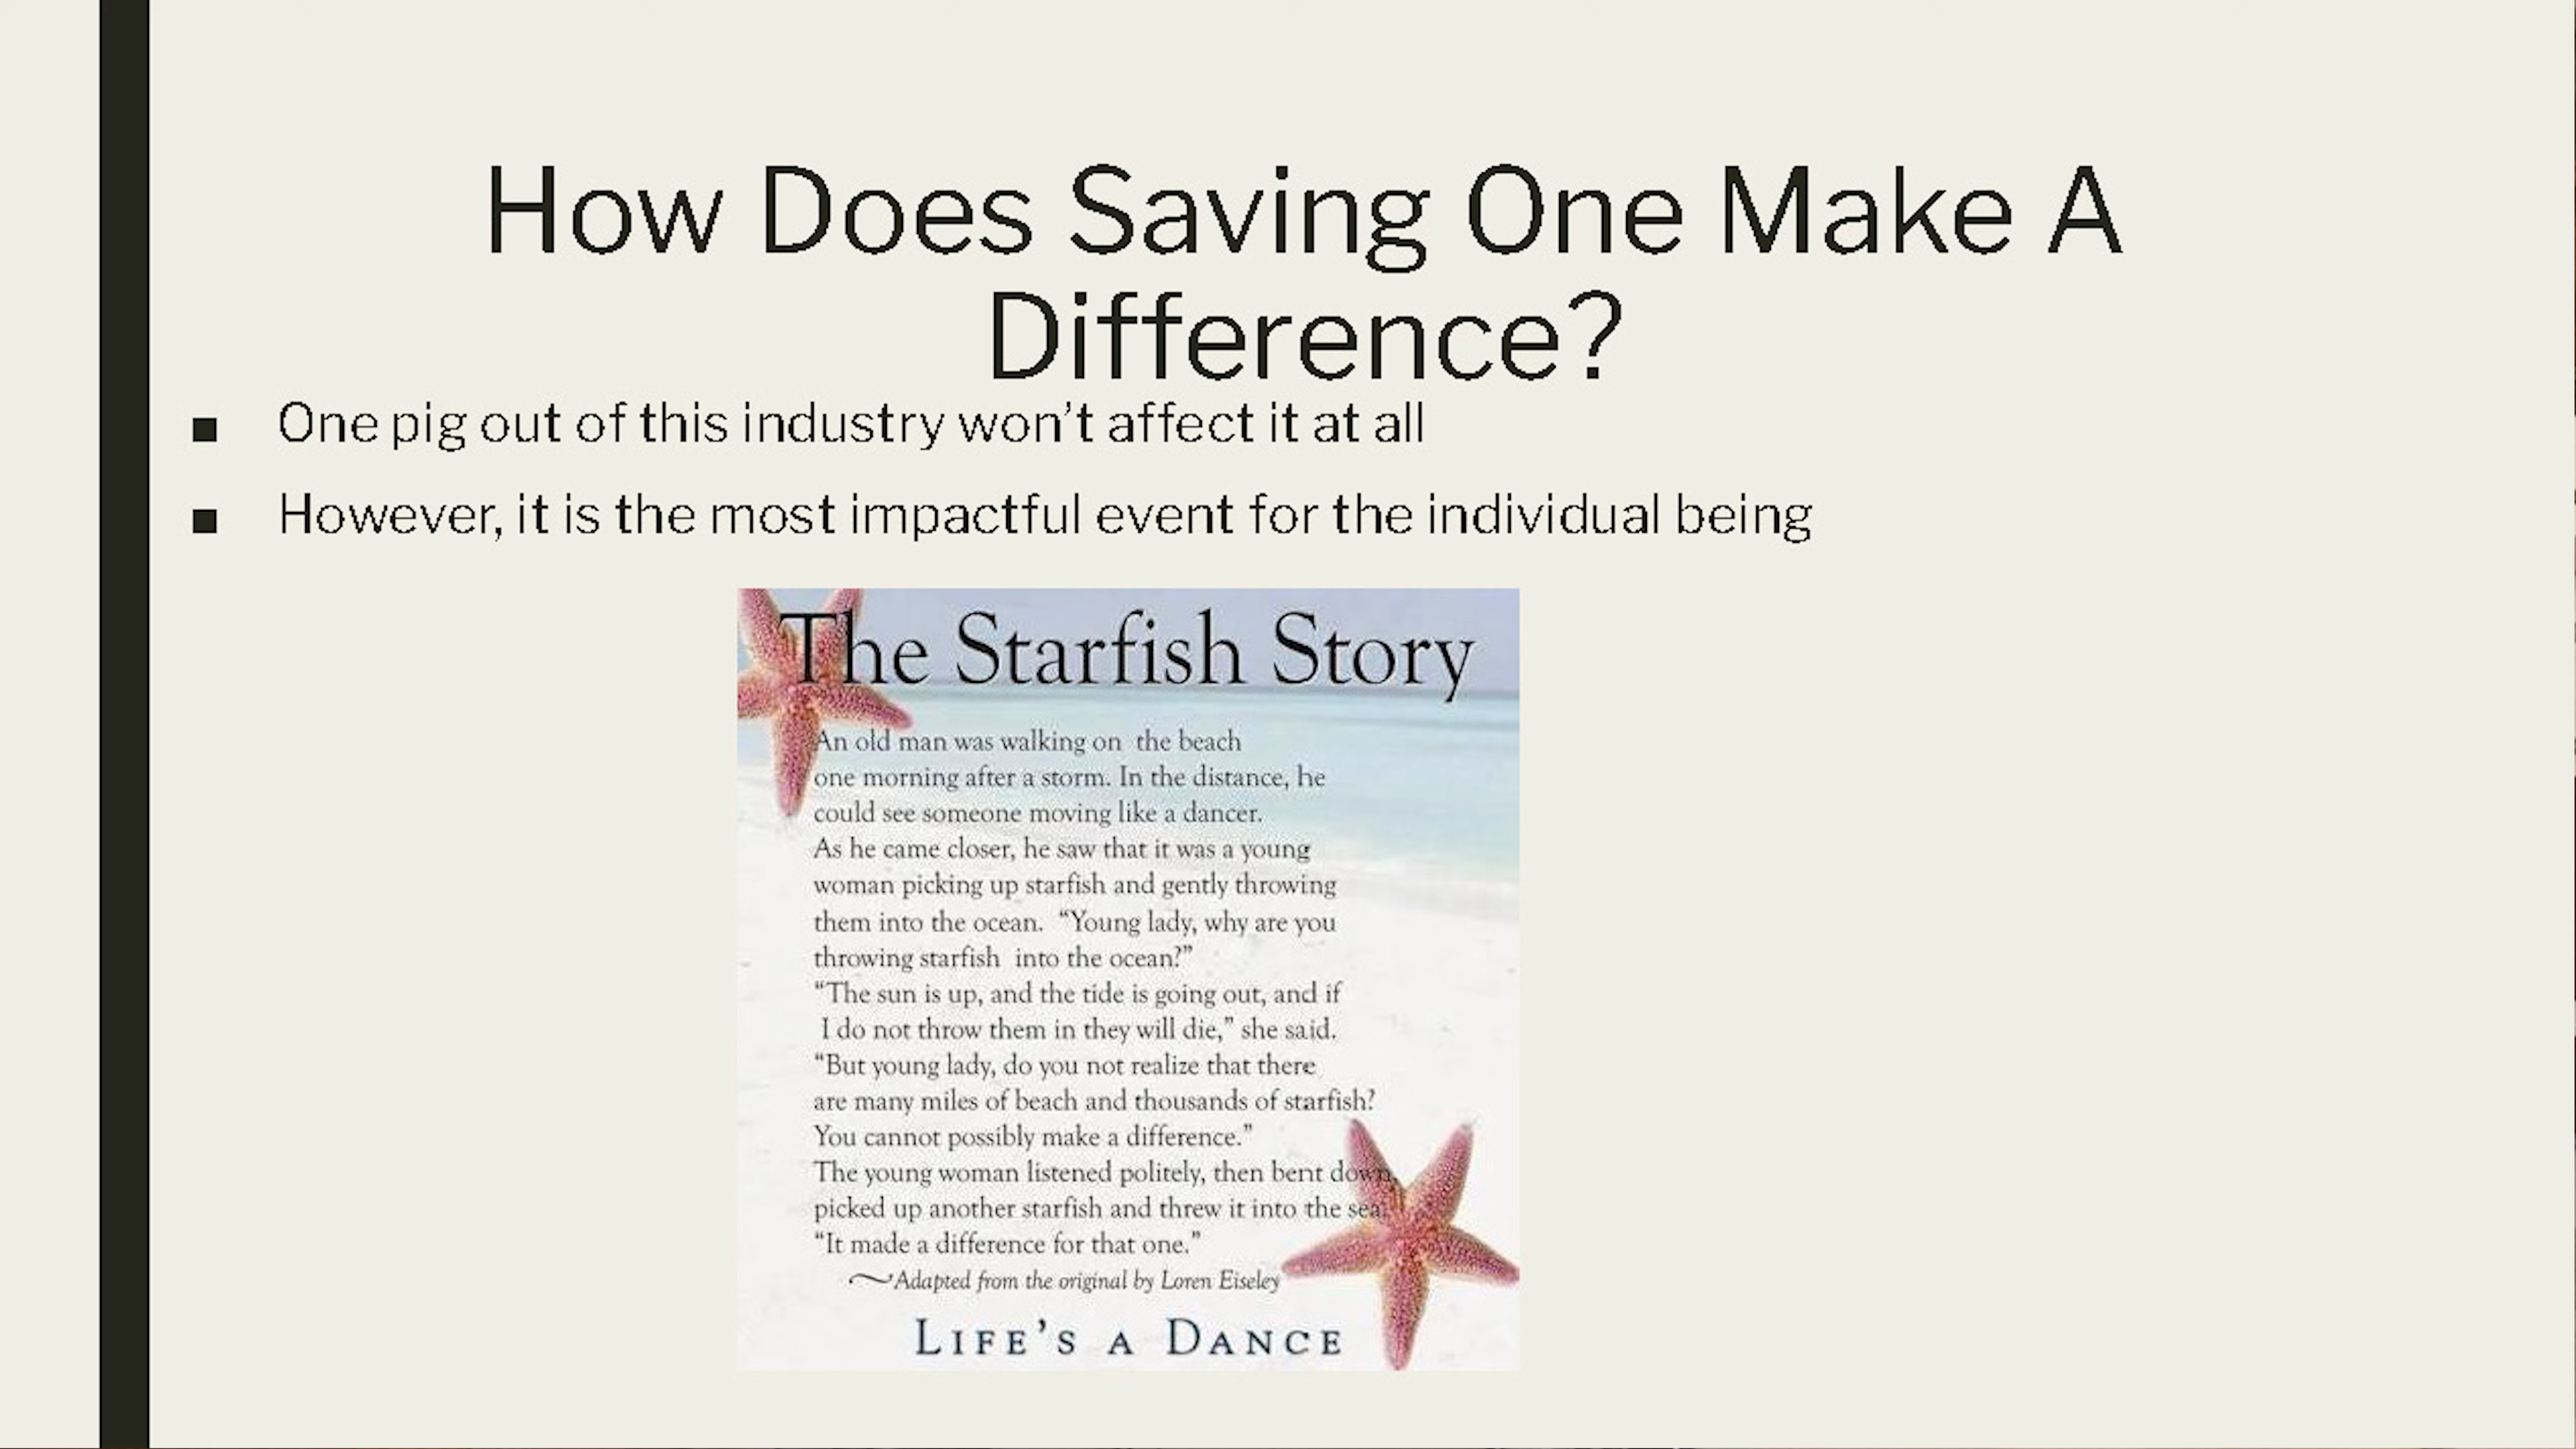 How Does Saving One Make A
Difference?
■ One pig out of this industry won't affect it at all
■ However, it is the most impactful event for the individual being
The Starfish Story
An old man was walking on the beach
one morning after a storm. In the distance, he
could see someone moving like a dancer.
As he came closer, he saw that it was a young
woman picking up starfish and gently throwing
them into the ocean. “Young lady, why are you
throwing starfish into the ocean?”
“The sun is up, and the tide is going out, and if
I do not throw them in they will die,” she said.
“But young lady, do you not realize that there
are many miles of beach and thousands of starfish?
You cannot possibly make a difference.”
The young woman listened politely, then bent down,
picked up another starfish and threw it into the sea.
“It made a difference for that one.”
~Adapted from the original by Loren Eiseley
LIFE'S A DANCE